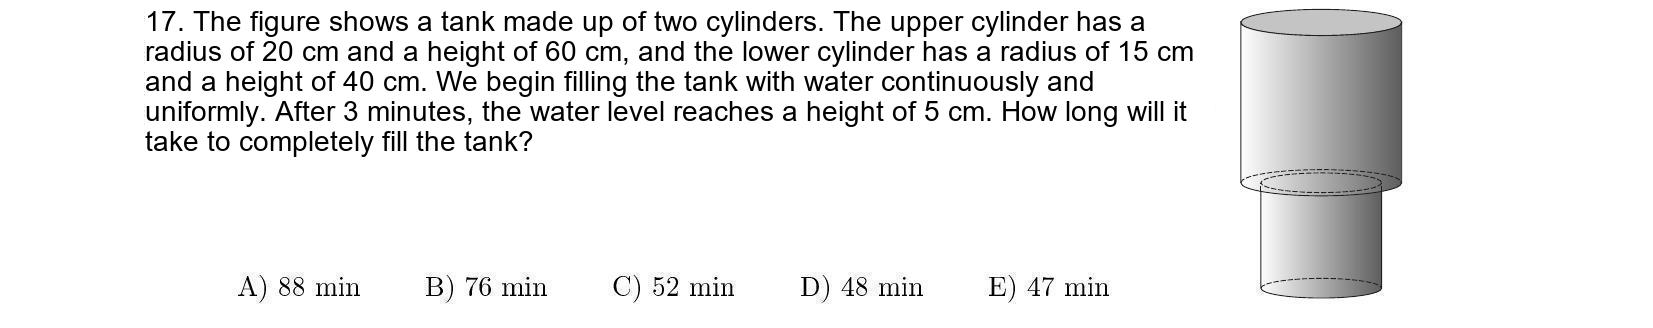 17. The figure shows a tank made up of two cylinders. The upper cylinder has a
radius of 20 cm and a height of 60 cm, and the lower cylinder has a radius of 15 cm
and a height of 40 cm. We begin filling the tank with water continuously and
uniformly. After 3 minutes, the water level reaches a height of 5 cm. How long will it
take to completely fill the tank?
A) 88 min B) 76 min C) 52 min D) 48 min E) 47 min